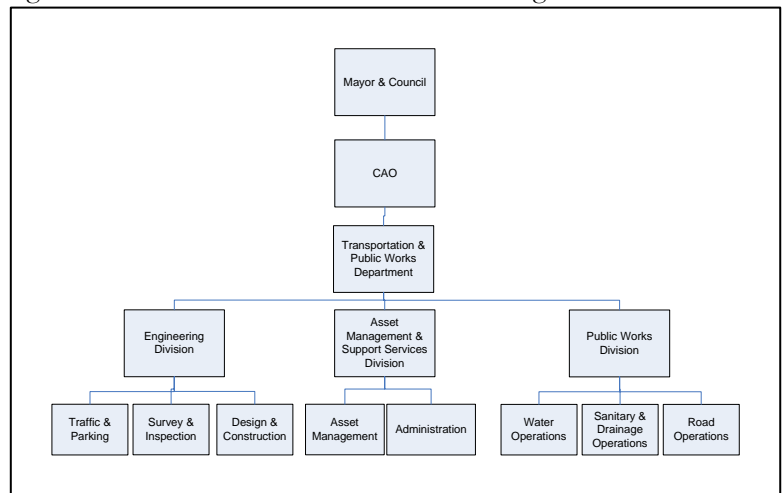 Mayor & Council
CAO
Transportation &
Public Works
Department
Engineering
Division
Asset
Management &
Support Services
Division
Public Works
Division
Traffic &
Parking
Survey &
Inspection
Design &
Construction
Asset
Management
Administration
Water
Operations
Sanitary &
Drainage
Operations
Road
Operations